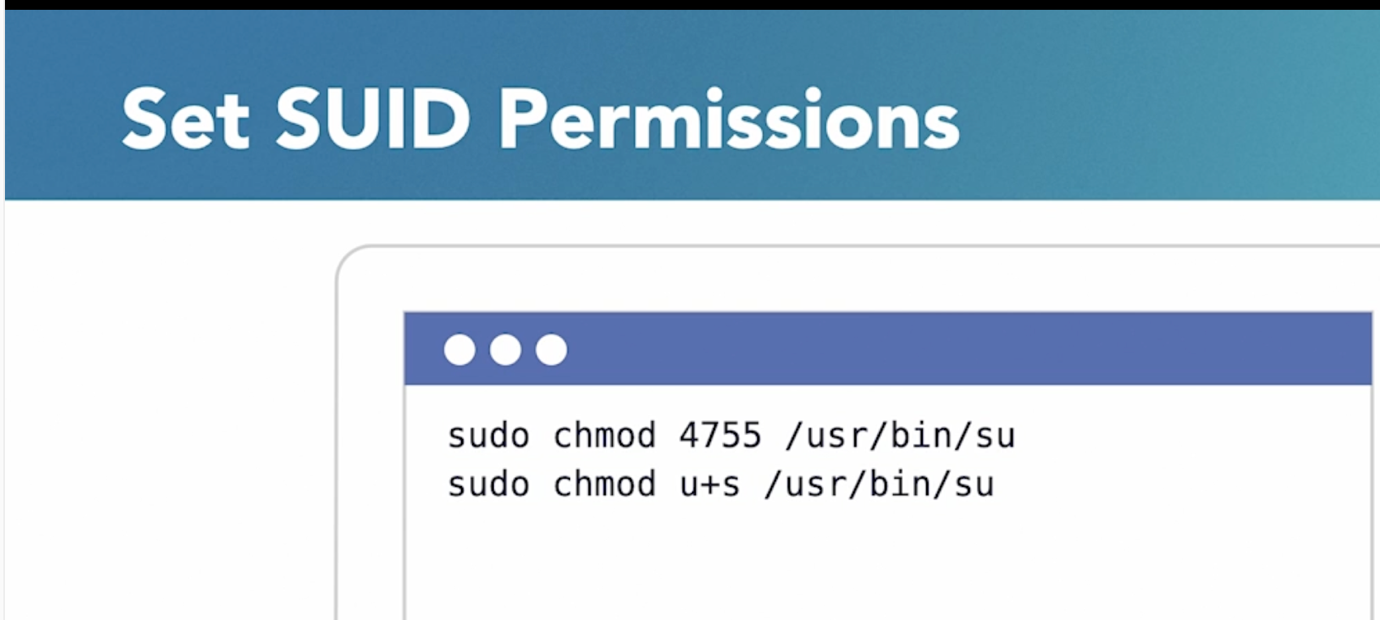 Set SUID Permissions
sudo chmod 4755 /usr/bin/su
sudo chmod u+s /usr/bin/su